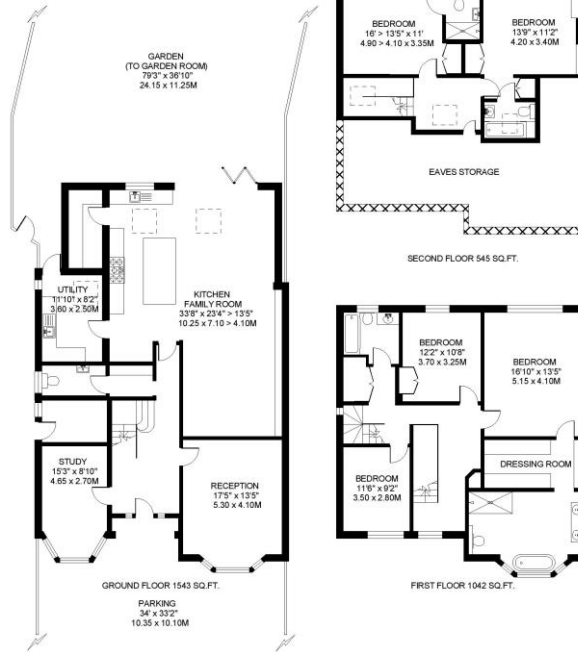 GARDEN
(TO GARDEN ROOM)
79'3" x 36'10"
24.15 x 11.25M
UTILITY
11'10" x 8'2"
3.60 x 2.50M
KITCHEN
FAMILY ROOM
33'8" x 23'4" > 13'5"
10.25 x 7.10 > 4.10M
STUDY
15'3" x 8'10"
4.65 x 2.70M
RECEPTION
17'5" x 13'5"
5.30 x 4.10M
GROUND FLOOR 1543 SQ.FT.
PARKING
34' x 33'2"
10.35 x 10.10M
BEDROOM
16' > 13'5" x 11'
4.90 > 4.10 x 3.35M
BEDROOM
13'9" x 11'2"
4.20 x 3.40M
EAVES STORAGE
SECOND FLOOR 545 SQ.FT.
BEDROOM
12'2" x 10'8"
3.70 x 3.25M
BEDROOM
16'10" x 13'5"
5.15 x 4.10M
DRESSING ROOM
BEDROOM
11'6" x 9'2"
3.50 x 2.80M
FIRST FLOOR 1042 SQ.FT.